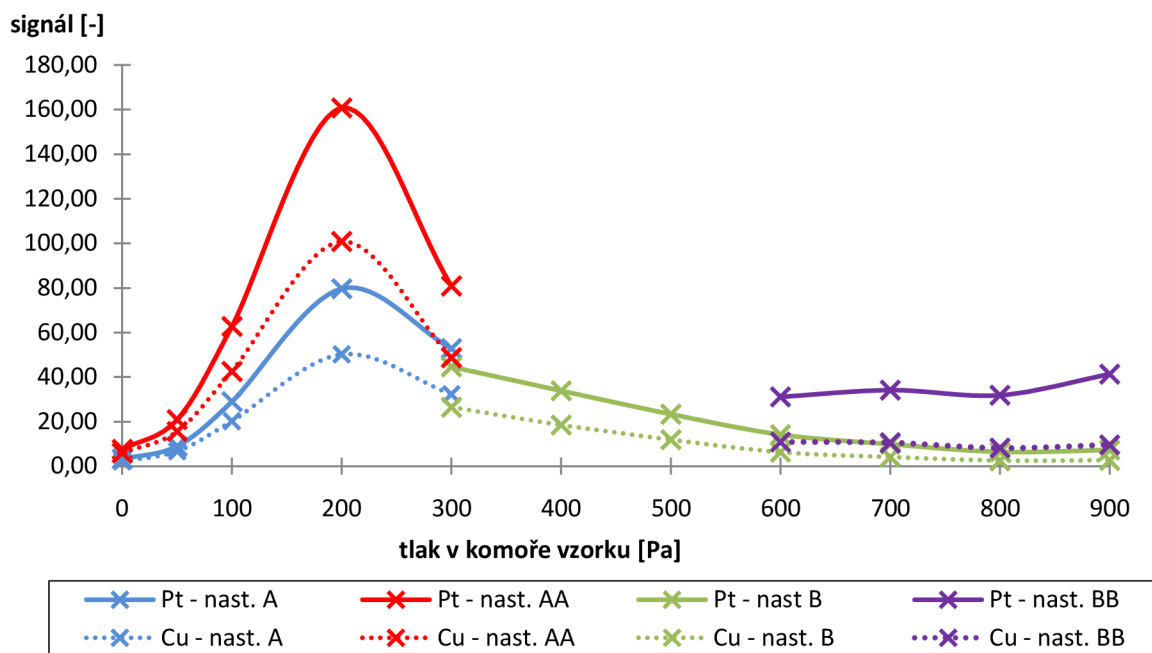 signál [-]
180,00
160,00
140,00
120,00
100,00
80,00
60,00
40,00
20,00
0,00
0 100 200 300 400 500 600 700 800 900
tlak v komoře vzorku [Pa]
Pt - nast. A Pt - nast. AA Pt - nast B Pt - nast. BB
Cu - nast. A Cu - nast. AA Cu - nast. B Cu - nast. BB